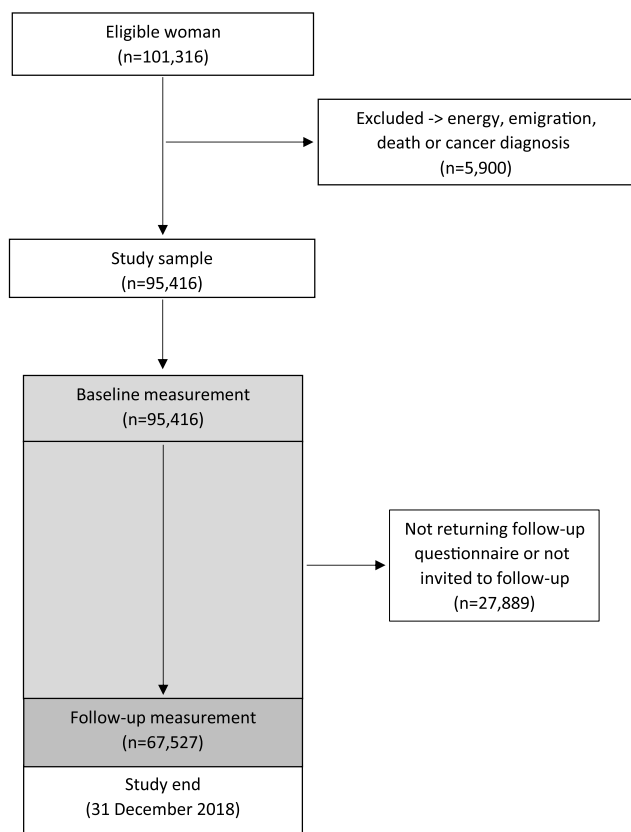 Eligible woman
(n=101,316)
Excluded -> energy, emigration,
death or cancer diagnosis
(n=5,900)
Study sample
(n=95,416)
Baseline measurement
(n=95,416)
Not returning follow-up
questionnaire or not
invited to follow-up
(n=27,889)
Follow-up measurement
(n=67,527)
Study end
(31 December 2018)